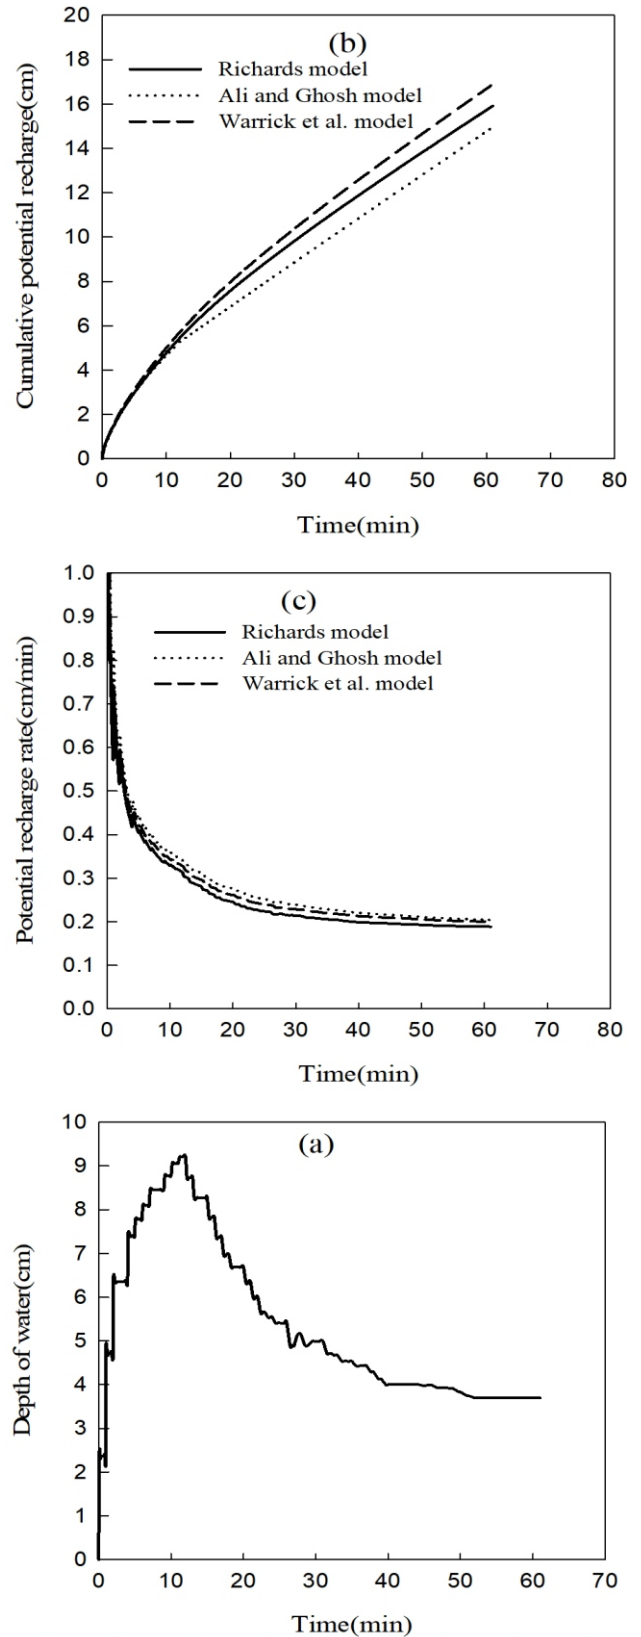 20
18
16
14
12
10
8
6
4
2
0
(b)
Richards model
Ali and Ghosh model
Warrick et al. model
Cumulative potential recharge(cm)
0 10 20 30 40 50 60 70 80
Time(min)
1.0
0.9
0.8
0.7
0.6
0.5
0.4
0.3
0.2
0.1
0.0
(c)
Richards model
Ali and Ghosh model
Warrick et al. model
Potential recharge rate(cm/min)
0 10 20 30 40 50 60 70 80
Time(min)
10
9
8
7
6
5
4
3
2
1
0
(a)
Depth of water(cm)
0 10 20 30 40 50 60 70
Time(min)